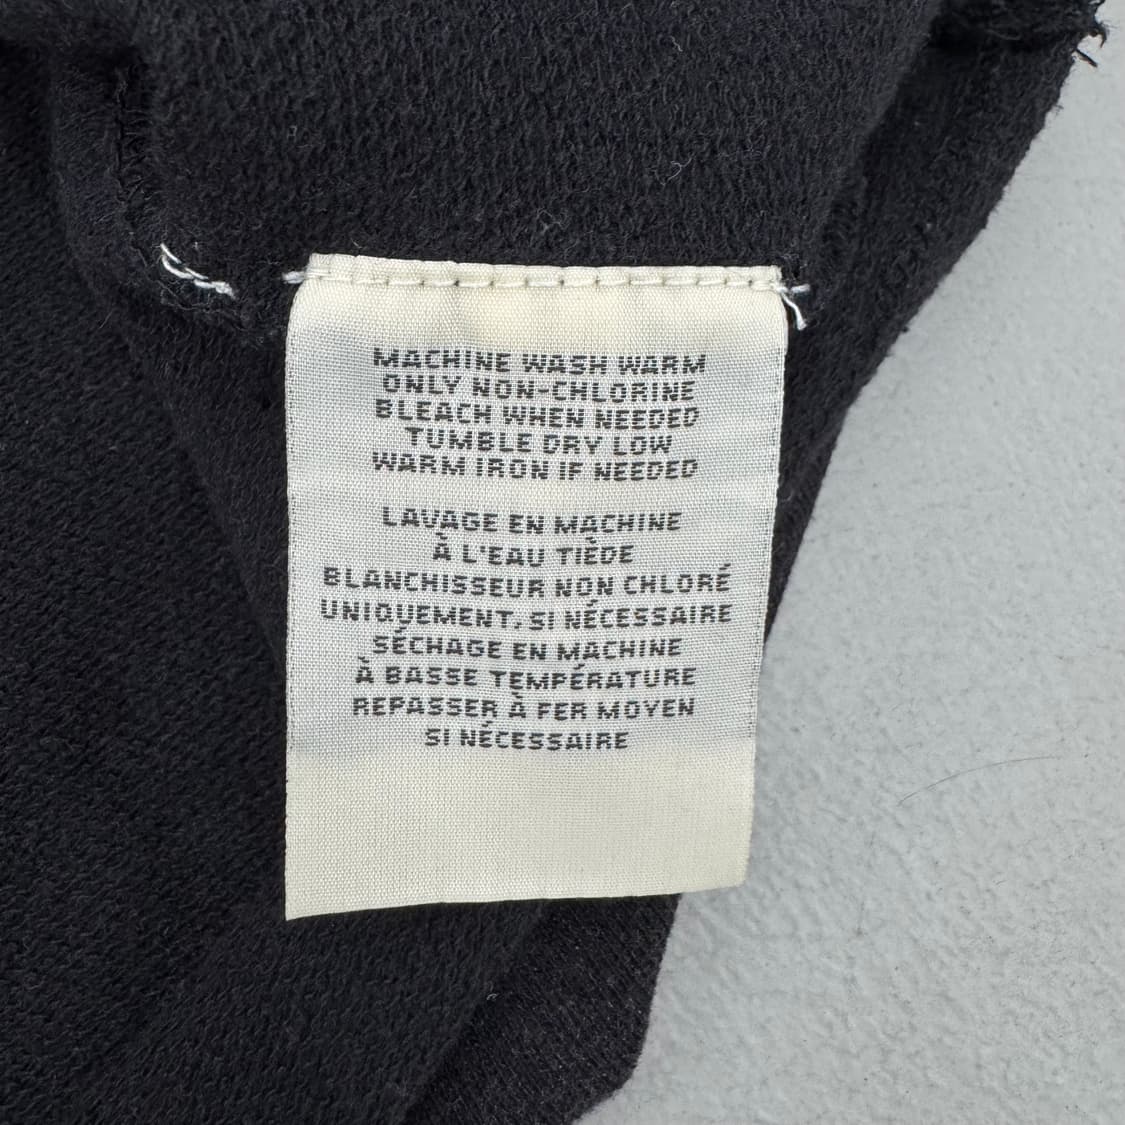 MACHINE WASH WARM
ONLY NON-CHLORINE
BLEACH WHEN NEEDED
TUMBLE DRY LOW
WARM IRON IF NEEDED
LAVAGE EN MACHINE
À L'EAU TIÈDE
BLANCHISSEUR NON CHLORÉ
UNIQUEMENT, SI NÉCESSAIRE
SÉCHAGE EN MACHINE
À BASSE TEMPÉRATURE
REPASSER À FER MOYEN
SI NÉCESSAIRE